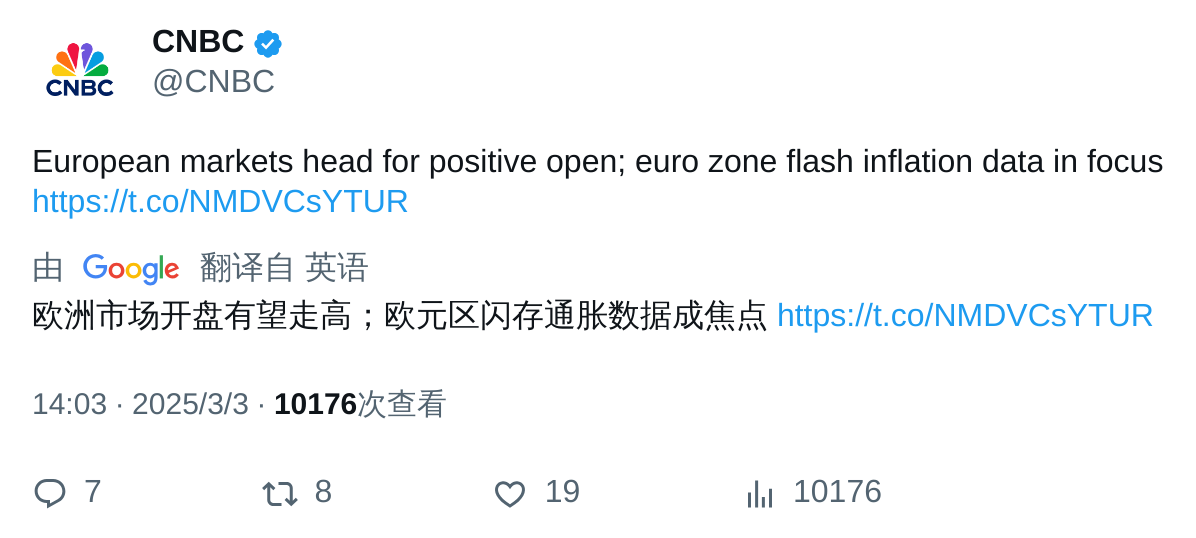 CNBC
CNBC
@CNBC
European markets head for positive open; euro zone flash inflation data in focus
https://t.co/NMDVCsYTUR
由 Google 翻译自 英语
欧洲市场开盘有望走高；欧元区闪存通胀数据成焦点 https://t.co/NMDVCsYTUR
14:03 · 2025/3/3 · 10176次查看
7 8 19 10176